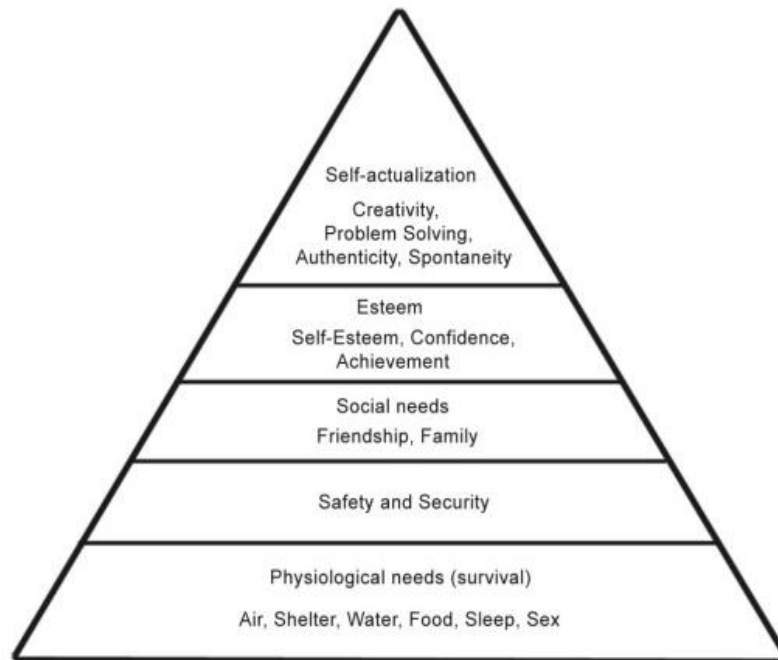 Self-actualization
Creativity,
Problem Solving,
Authenticity, Spontaneity
Esteem
Self-Esteem, Confidence,
Achievement
Social needs
Friendship, Family
Safety and Security
Physiological needs (survival)
Air, Shelter, Water, Food, Sleep, Sex